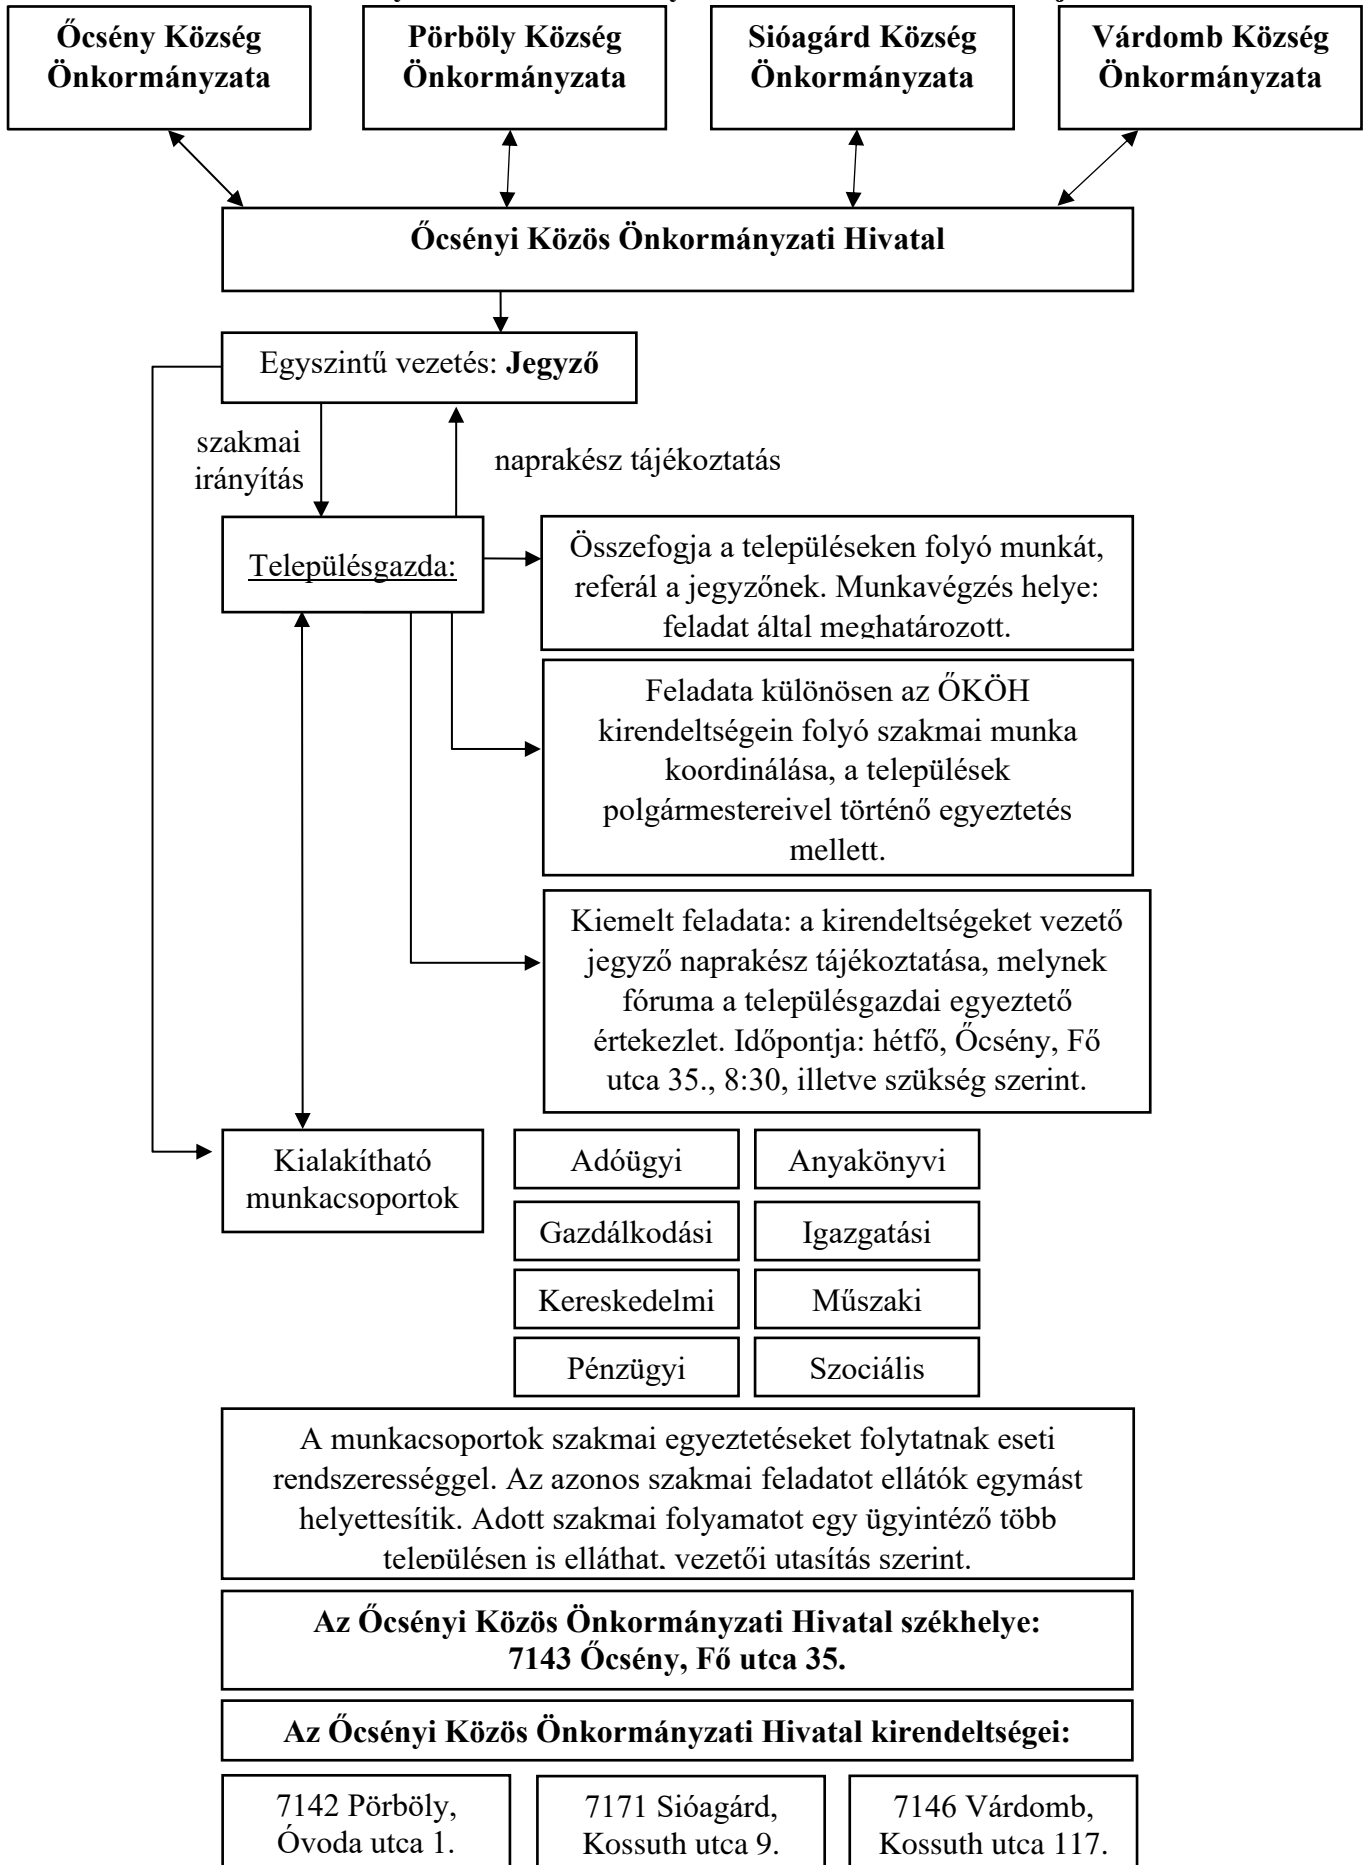 Őcsény Község
Önkormányzata
Pörböly Község
Önkormányzata
Sióagárd Község
Önkormányzata
Várdomb Község
Önkormányzata
Őcsényi Közös Önkormányzati Hivatal
Egyszintű vezetés: Jegyző
szakmai
irányítás
naprakész tájékoztatás
Településgazda:
Összefogja a településeken folyó munkát,
referál a jegyzőnek. Munkavégzés helye:
feladat által meghatározott.
Feladata különösen az ŐKÖH
kirendeltségein folyó szakmai munka
koordinálása, a települések
polgármestereivel történő egyeztetés
mellett.
Kiemelt feladata: a kirendeltségeket vezető
jegyző naprakész tájékoztatása, melynek
fóruma a településgazdai egyeztető
értekezlet. Időpontja: hétfő, Őcsény, Fő
utca 35., 8:30, illetve szükség szerint.
Kialakítható
munkacsoportok
Adóügyi
Anyakönyvi
Gazdálkodási
Igazgatási
Kereskedelmi
Műszaki
Pénzügyi
Szociális
A munkacsoportok szakmai egyeztetéseket folytatnak eseti
rendszerességgel. Az azonos szakmai feladatot ellátók egymást
helyettesítik. Adott szakmai folyamatot egy ügyintéző több
településen is elláthat, vezetői utasítás szerint.
Az Őcsényi Közös Önkormányzati Hivatal székhelye:
7143 Őcsény, Fő utca 35.
Az Őcsényi Közös Önkormányzati Hivatal kirendeltségei:
7142 Pörböly,
Óvoda utca 1.
7171 Sióagárd,
Kossuth utca 9.
7146 Várdomb,
Kossuth utca 117.